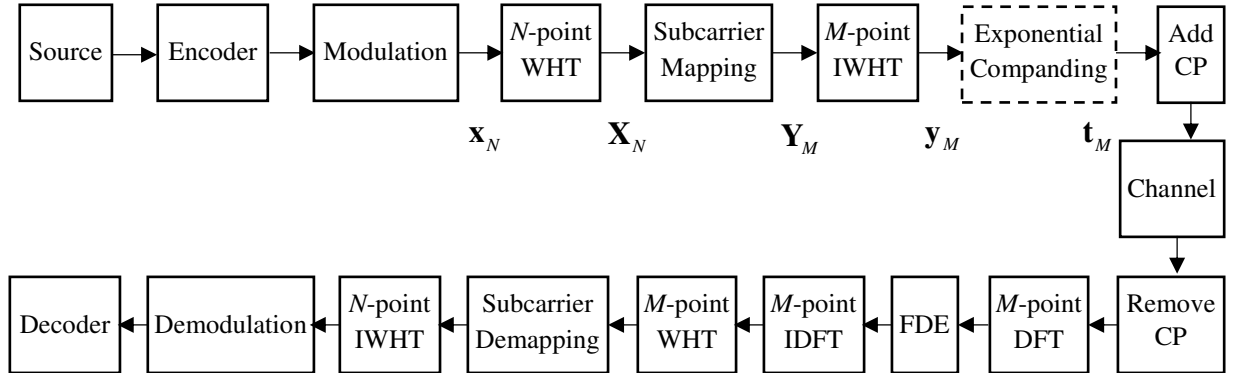 Source
Encoder
Modulation
N-point
WHT
Subcarrier
Mapping
M-point
IWHT
Exponential
Companding
Add
CP
x_N
X_N
Y_M
y_M
t_M
Channel
Decoder
Demodulation
N-point
IWHT
Subcarrier
Demapping
M-point
WHT
M-point
IDFT
FDE
M-point
DFT
Remove
CP